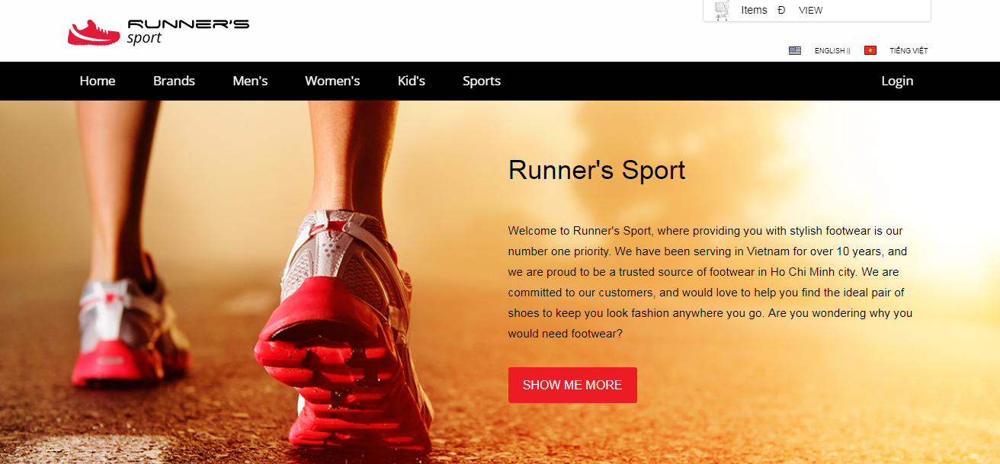 RUNNER'S
sport
Items Đ VIEW
ENGLISH || TIẾNG VIỆT
Home Brands Men's Women's Kid's Sports Login
Runner's Sport
Welcome to Runner's Sport, where providing you with stylish footwear is our
number one priority. We have been serving in Vietnam for over 10 years, and
we are proud to be a trusted source of footwear in Ho Chi Minh city. We are
committed to our customers, and would love to help you find the ideal pair of
shoes to keep you look fashion anywhere you go. Are you wondering why you
would need footwear?
SHOW ME MORE